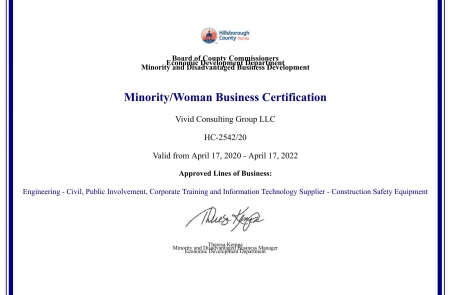 Hillsborough
County Florida
Board of County Commissioners
Economic Development Department
Minority and Disadvantaged Business Development
Minority/Woman Business Certification
Vivid Consulting Group LLC
HC-2542/20
Valid from April 17, 2020 - April 17, 2022
Approved Lines of Business:
Engineering - Civil, Public Involvement, Corporate Training and Information Technology Supplier - Construction Safety Equipment
Theresa Kempa
Minority and Disadvantaged Business Manager
Economic Development Department